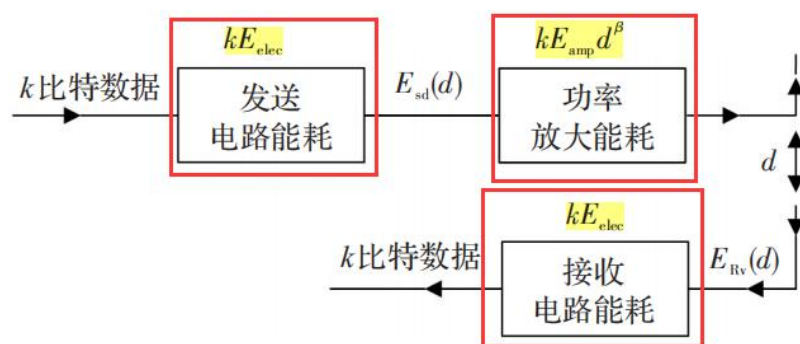 kE_elec
kE_amp d^β
k比特数据
发送
电路能耗
E_sd(d)
功率
放大能耗
d
kE_elec
k比特数据
接收
电路能耗
E_Rv(d)